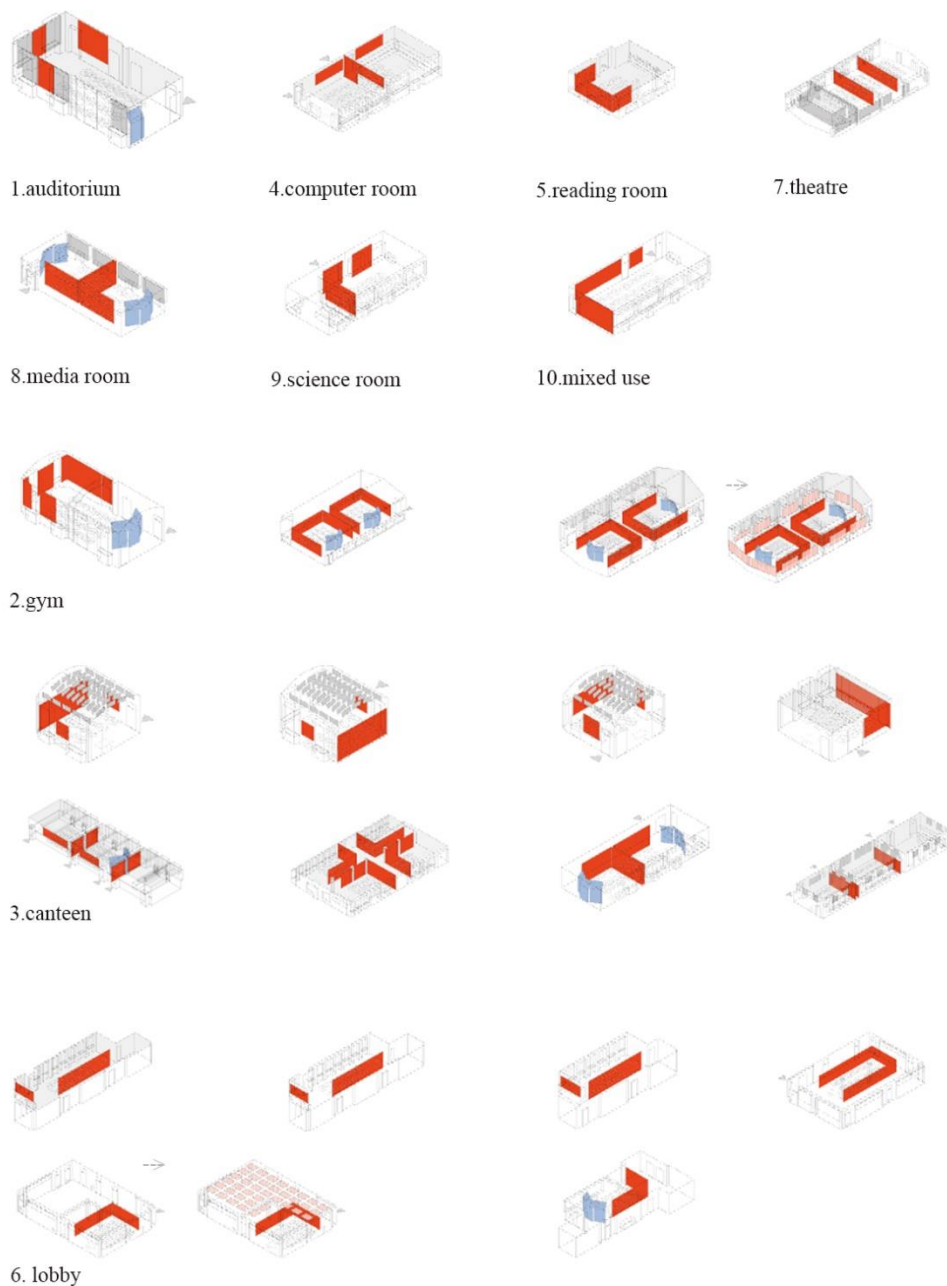 1.auditorium
4.computer room
5.reading room
7.theatre
8.media room
9.science room
10.mixed use
2.gym
3.canteen
6. lobby